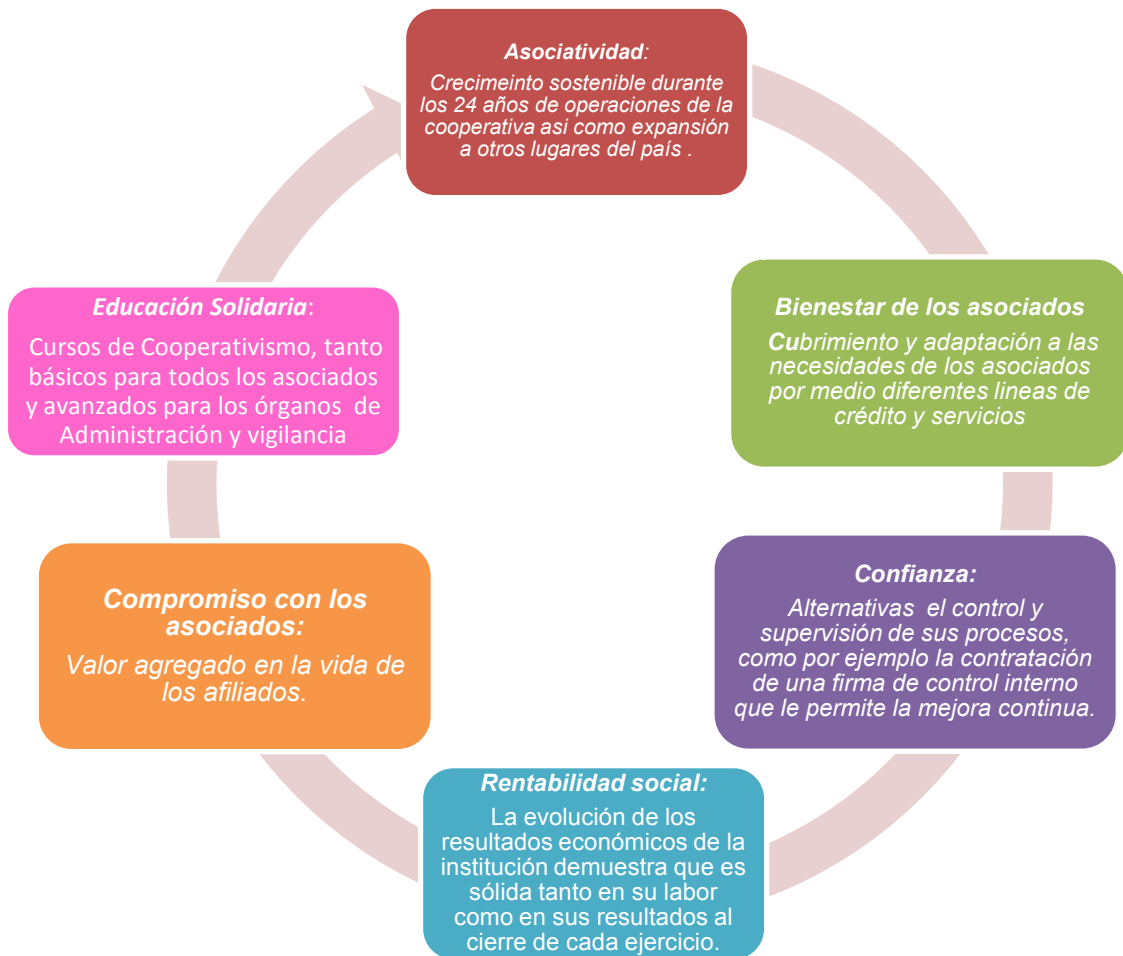 Asociatividad:
Crecimeinto sostenible durante
los 24 años de operaciones de la
cooperativa asi como expansión
a otros lugares del país .
Bienestar de los asociados
Cubrimiento y adaptación a las
necesidades de los asociados
por medio diferentes lineas de
crédito y servicios
Confianza:
Alternativas el control y
supervisión de sus procesos,
como por ejemplo la contratación
de una firma de control interno
que le permite la mejora continua.
Rentabilidad social:
La evolución de los
resultados económicos de la
institución demuestra que es
sólida tanto en su labor
como en sus resultados al
cierre de cada ejercicio.
Compromiso con los
asociados:
Valor agregado en la vida de
los afiliados.
Educación Solidaria:
Cursos de Cooperativismo, tanto
básicos para todos los asociados
y avanzados para los órganos de
Administración y vigilancia